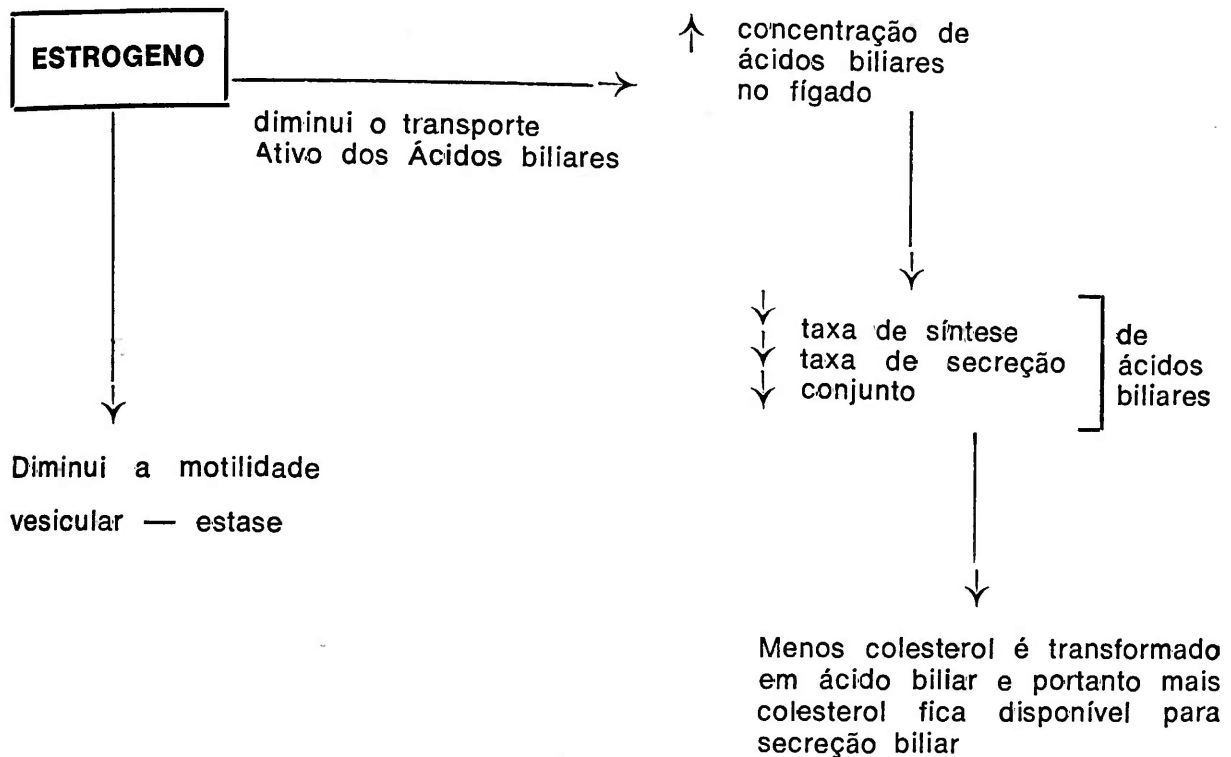 ESTROGENO
diminui o transporte
Ativo dos Ácidos biliares
↑ concentração de
ácidos biliares
no fígado
↓ taxa de síntese
↓ taxa de secreção
↓ conjunto
de
ácidos
biliares
Diminui a motilidade
vesicular — estase
Menos colesterol é transformado
em ácido biliar e portanto mais
colesterol fica disponível para
secreção biliar